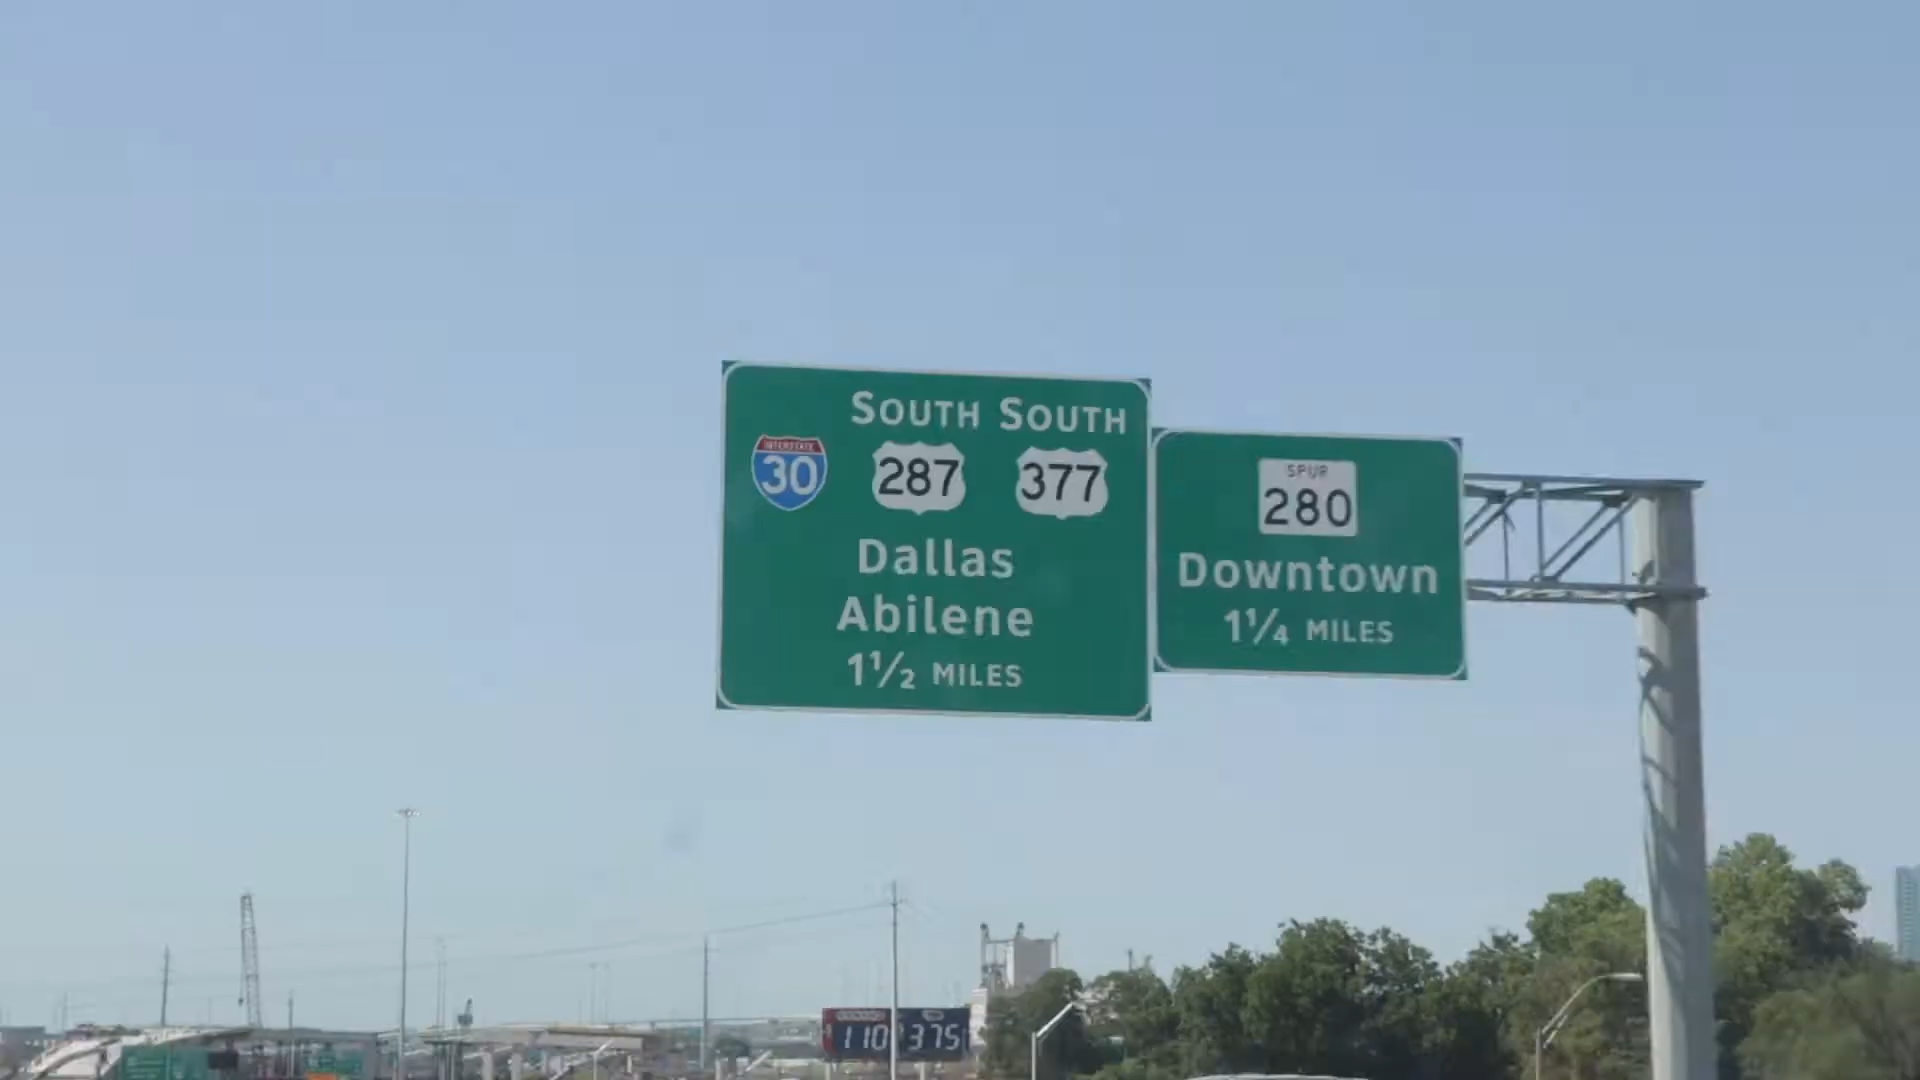 SOUTH SOUTH
INTERSTATE
30 287 377
Dallas
Abilene
1½ MILES
SPUR
280
Downtown
1¼ MILES
110 375